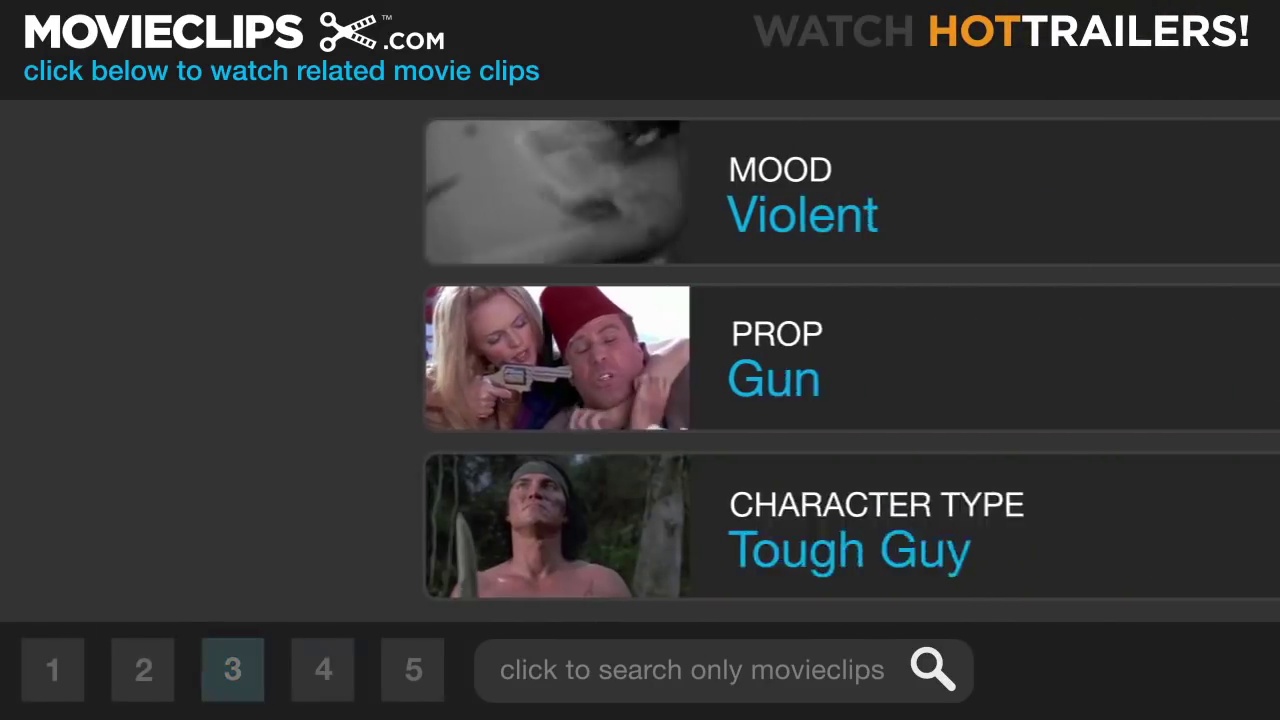 MOVIECLIPS™.COM
WATCH HOTTRAILERS!
click below to watch related movie clips
MOOD
Violent
PROP
Gun
CHARACTER TYPE
Tough Guy
1 2 3 4 5
click to search only movieclips